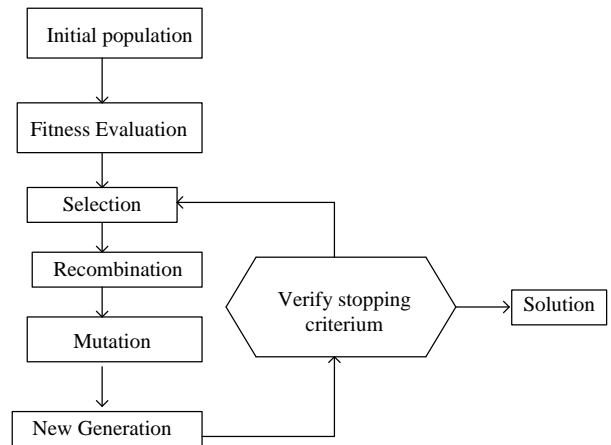 Initial population
Fitness Evaluation
Selection
Recombination
Mutation
New Generation
Verify stopping
criterium
Solution